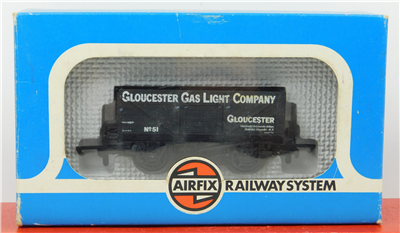 GLOUCESTER GAS LIGHT COMPANY
GLOUCESTER
No 51
AIRFIX RAILWAY SYSTEM